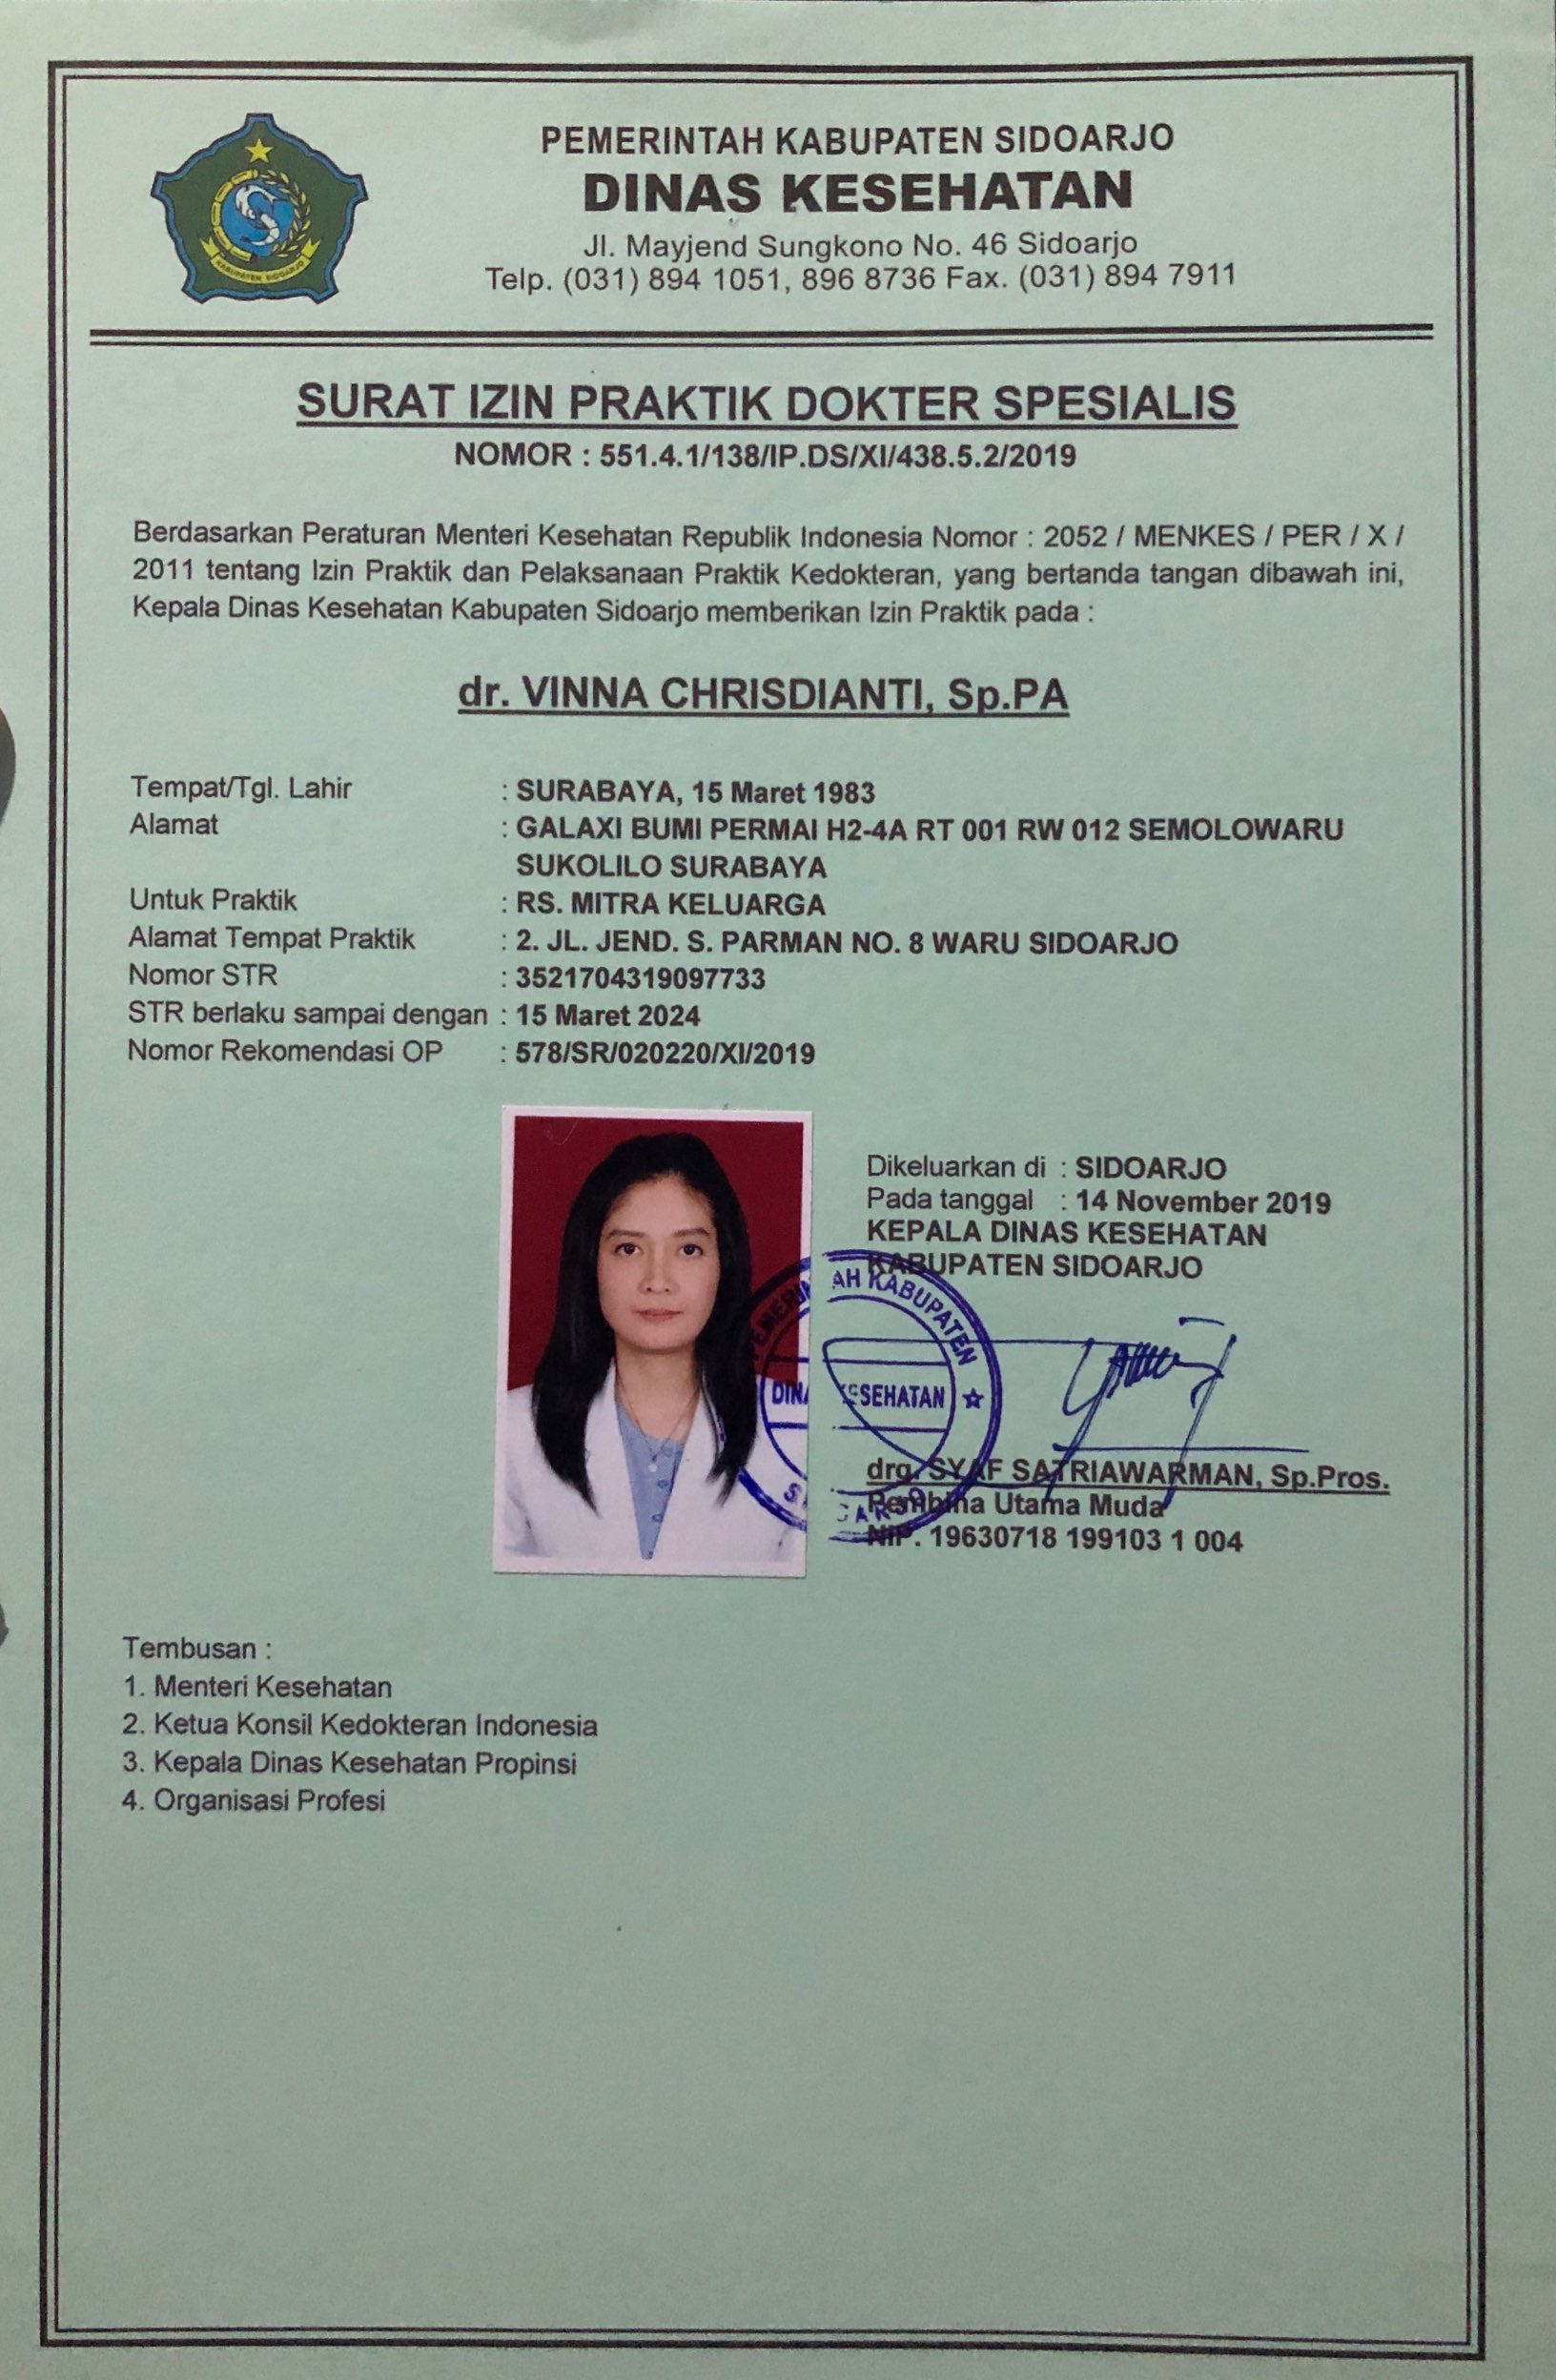 PEMERINTAH KABUPATEN SIDOARJO
DINAS KESEHATAN
Jl. Mayjend Sungkono No. 46 Sidoarjo
Telp. (031) 894 1051, 896 8736 Fax. (031) 894 7911
KABUPATEN SIDOARJO
SURAT IZIN PRAKTIK DOKTER SPESIALIS
NOMOR : 551.4.1/138/IP.DS/XI/438.5.2/2019
Berdasarkan Peraturan Menteri Kesehatan Republik Indonesia Nomor : 2052 / MENKES / PER / X /
2011 tentang Izin Praktik dan Pelaksanaan Praktik Kedokteran, yang bertanda tangan dibawah ini,
Kepala Dinas Kesehatan Kabupaten Sidoarjo memberikan Izin Praktik pada :
dr. VINNA CHRISDIANTI, Sp.PA
Tempat/Tgl. Lahir : SURABAYA, 15 Maret 1983
Alamat : GALAXI BUMI PERMAI H2-4A RT 001 RW 012 SEMOLOWARU
SUKOLILO SURABAYA
Untuk Praktik : RS. MITRA KELUARGA
Alamat Tempat Praktik : 2. JL. JEND. S. PARMAN NO. 8 WARU SIDOARJO
Nomor STR : 3521704319097733
STR berlaku sampai dengan : 15 Maret 2024
Nomor Rekomendasi OP : 578/SR/020220/XI/2019
Dikeluarkan di : SIDOARJO
Pada tanggal : 14 November 2019
KEPALA DINAS KESEHATAN
KABUPATEN SIDOARJO
AH KABUPATEN
DINA KESEHATAN
drg. SYAF SATRIAWARMAN, Sp.Pros.
Pembina Utama Muda
NIP. 19630718 199103 1 004
Tembusan :
1. Menteri Kesehatan
2. Ketua Konsil Kedokteran Indonesia
3. Kepala Dinas Kesehatan Propinsi
4. Organisasi Profesi